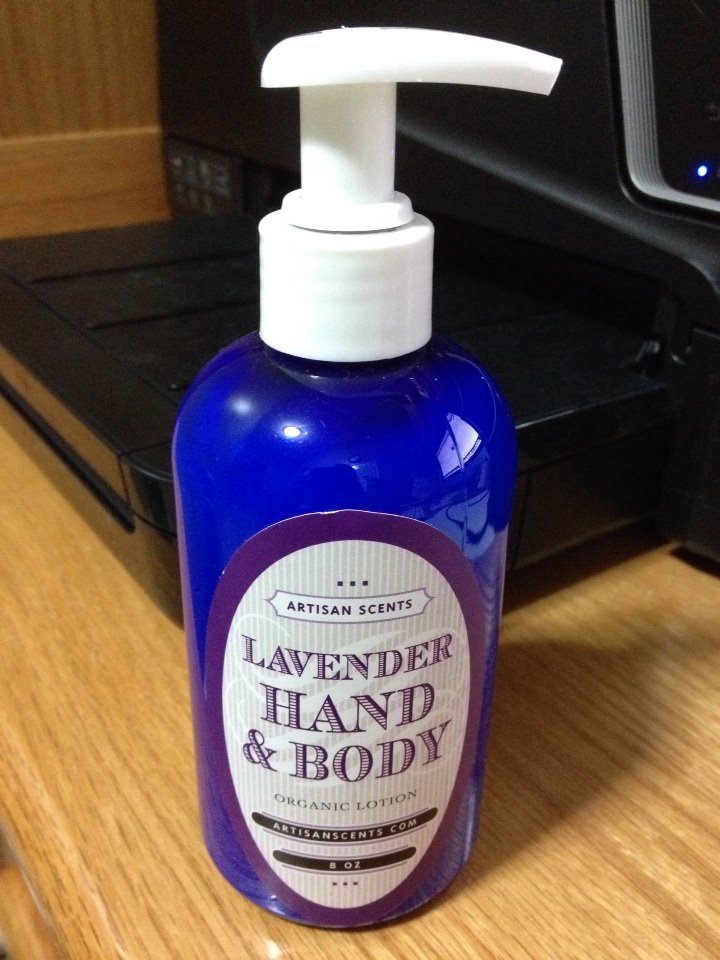 ARTISAN SCENTS
LAVENDER
HAND
& BODY
ORGANIC LOTION
ARTISANSCENTS COM
8 OZ